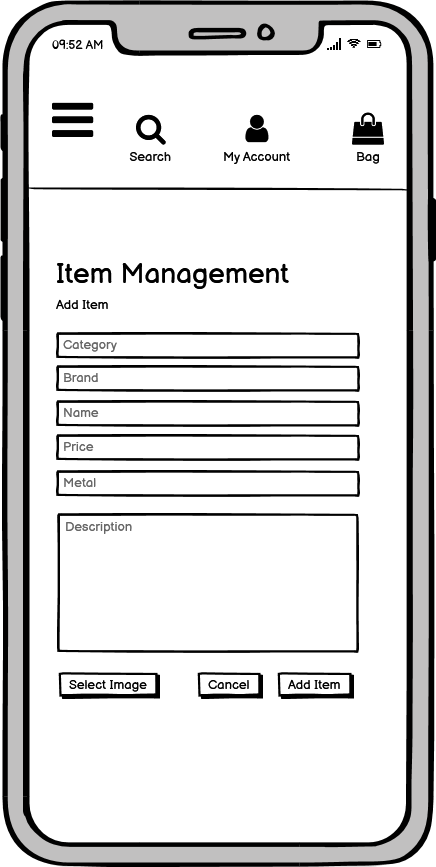 09:52 AM
Search
My Account
Bag
Item Management
Add Item
Category
Brand
Name
Price
Metal
Description
Select Image
Cancel
Add Item